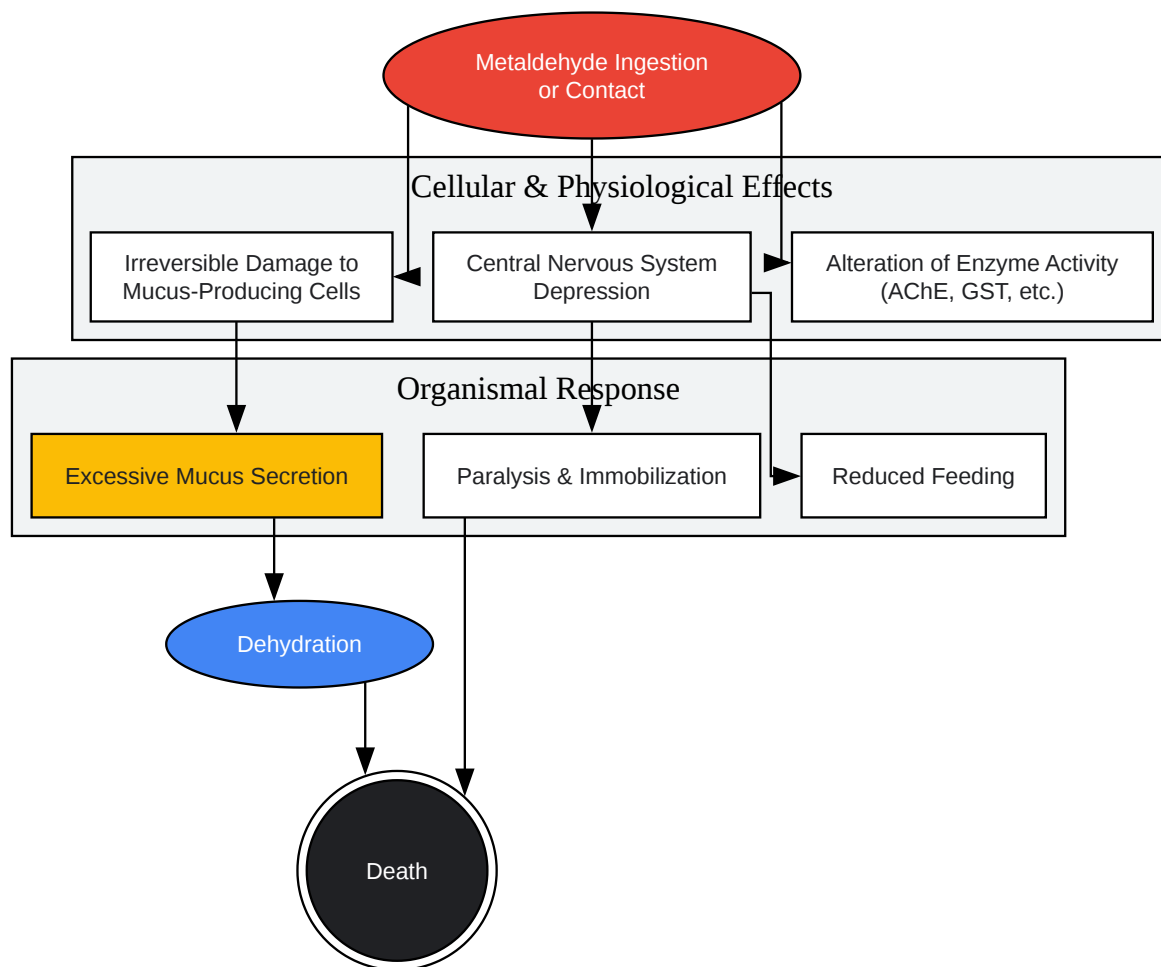 Metaldehyde Ingestion
or Contact
Cellular & Physiological Effects
Irreversible Damage to
Mucus-Producing Cells
Central Nervous System
Depression
Alteration of Enzyme Activity
(AChE, GST, etc.)
Organismal Response
Excessive Mucus Secretion
Paralysis & Immobilization
Reduced Feeding
Dehydration
Death